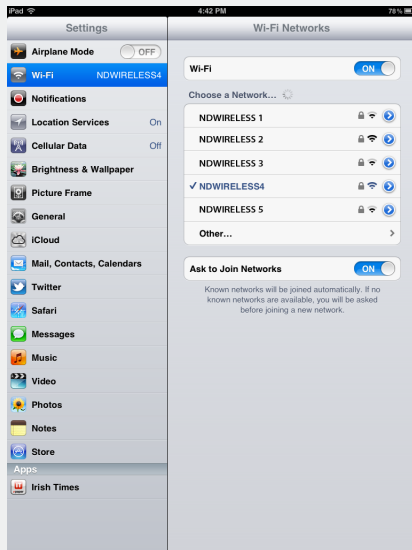 iPad 4:42 PM 78%
Settings
Airplane Mode OFF
Wi-Fi NDWIRELESS4
Notifications
Location Services On
Cellular Data Off
Brightness & Wallpaper
Picture Frame
General
iCloud
Mail, Contacts, Calendars
Twitter
Safari
Messages
Music
Video
Photos
Notes
Store
Apps
Irish Times
Wi-Fi Networks
Wi-Fi ON
Choose a Network...
NDWIRELESS 1
NDWIRELESS 2
NDWIRELESS 3
NDWIRELESS4
NDWIRELESS 5
Other...
Ask to Join Networks ON
Known networks will be joined automatically. If no
known networks are available, you will be asked
before joining a new network.